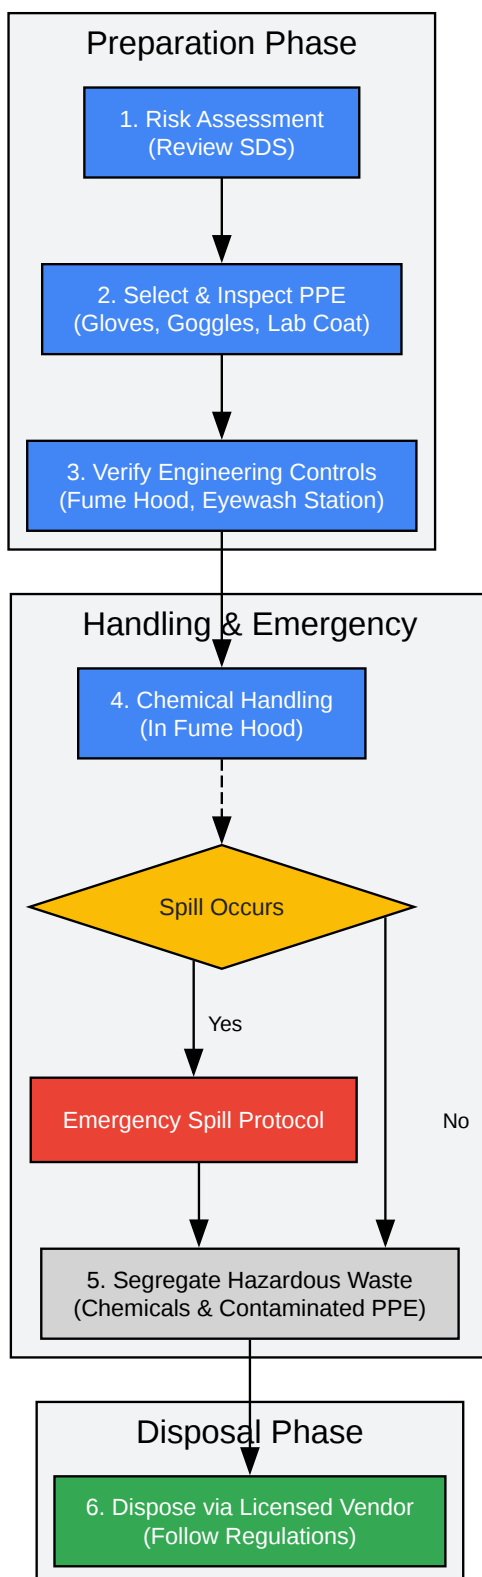 Preparation Phase
1. Risk Assessment
(Review SDS)
2. Select & Inspect PPE
(Gloves, Goggles, Lab Coat)
3. Verify Engineering Controls
(Fume Hood, Eyewash Station)
Handling & Emergency
4. Chemical Handling
(In Fume Hood)
Spill Occurs
Yes
Emergency Spill Protocol
No
5. Segregate Hazardous Waste
(Chemicals & Contaminated PPE)
Disposal Phase
6. Dispose via Licensed Vendor
(Follow Regulations)